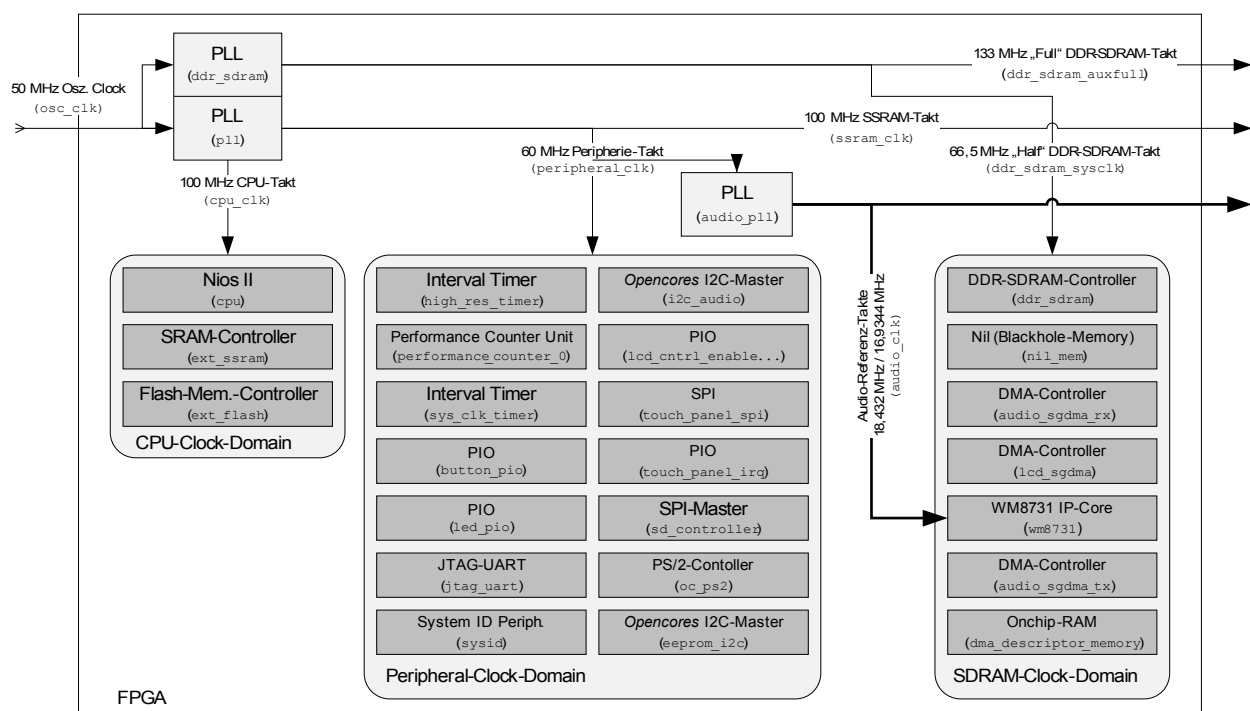 PLL
(ddr_sdram)
PLL
(pll)
50 MHz Osz. Clock
(osc_clk)
133 MHz „Full“ DDR-SDRAM-Takt
(ddr_sdram_auxfull)
100 MHz SSRAM-Takt
(ssram_clk)
60 MHz Peripherie-Takt
(peripheral_clk)
66,5 MHz „Half“ DDR-SDRAM-Takt
(ddr_sdram_sysclk)
100 MHz CPU-Takt
(cpu_clk)
PLL
(audio_pll)
Audio-Referenz-Takte
18,432 MHz / 16,9344 MHz
(audio_clk)
Nios II
(cpu)
SRAM-Controller
(ext_ssram)
Flash-Mem.-Controller
(ext_flash)
CPU-Clock-Domain
Interval Timer
(high_res_timer)
Performance Counter Unit
(performance_counter_0)
Interval Timer
(sys_clk_timer)
PIO
(button_pio)
PIO
(led_pio)
JTAG-UART
(jtag_uart)
System ID Periph.
(sysid)
Opencores I2C-Master
(i2c_audio)
PIO
(lcd_cntrl_enable...)
SPI
(touch_panel_spi)
PIO
(touch_panel_irq)
SPI-Master
(sd_controller)
PS/2-Contoller
(oc_ps2)
Opencores I2C-Master
(eeprom_i2c)
Peripheral-Clock-Domain
DDR-SDRAM-Controller
(ddr_sdram)
Nil (Blackhole-Memory)
(nil_mem)
DMA-Controller
(audio_sgdma_rx)
DMA-Controller
(lcd_sgdma)
WM8731 IP-Core
(wm8731)
DMA-Controller
(audio_sgdma_tx)
Onchip-RAM
(dma_descriptor_memory)
SDRAM-Clock-Domain
FPGA